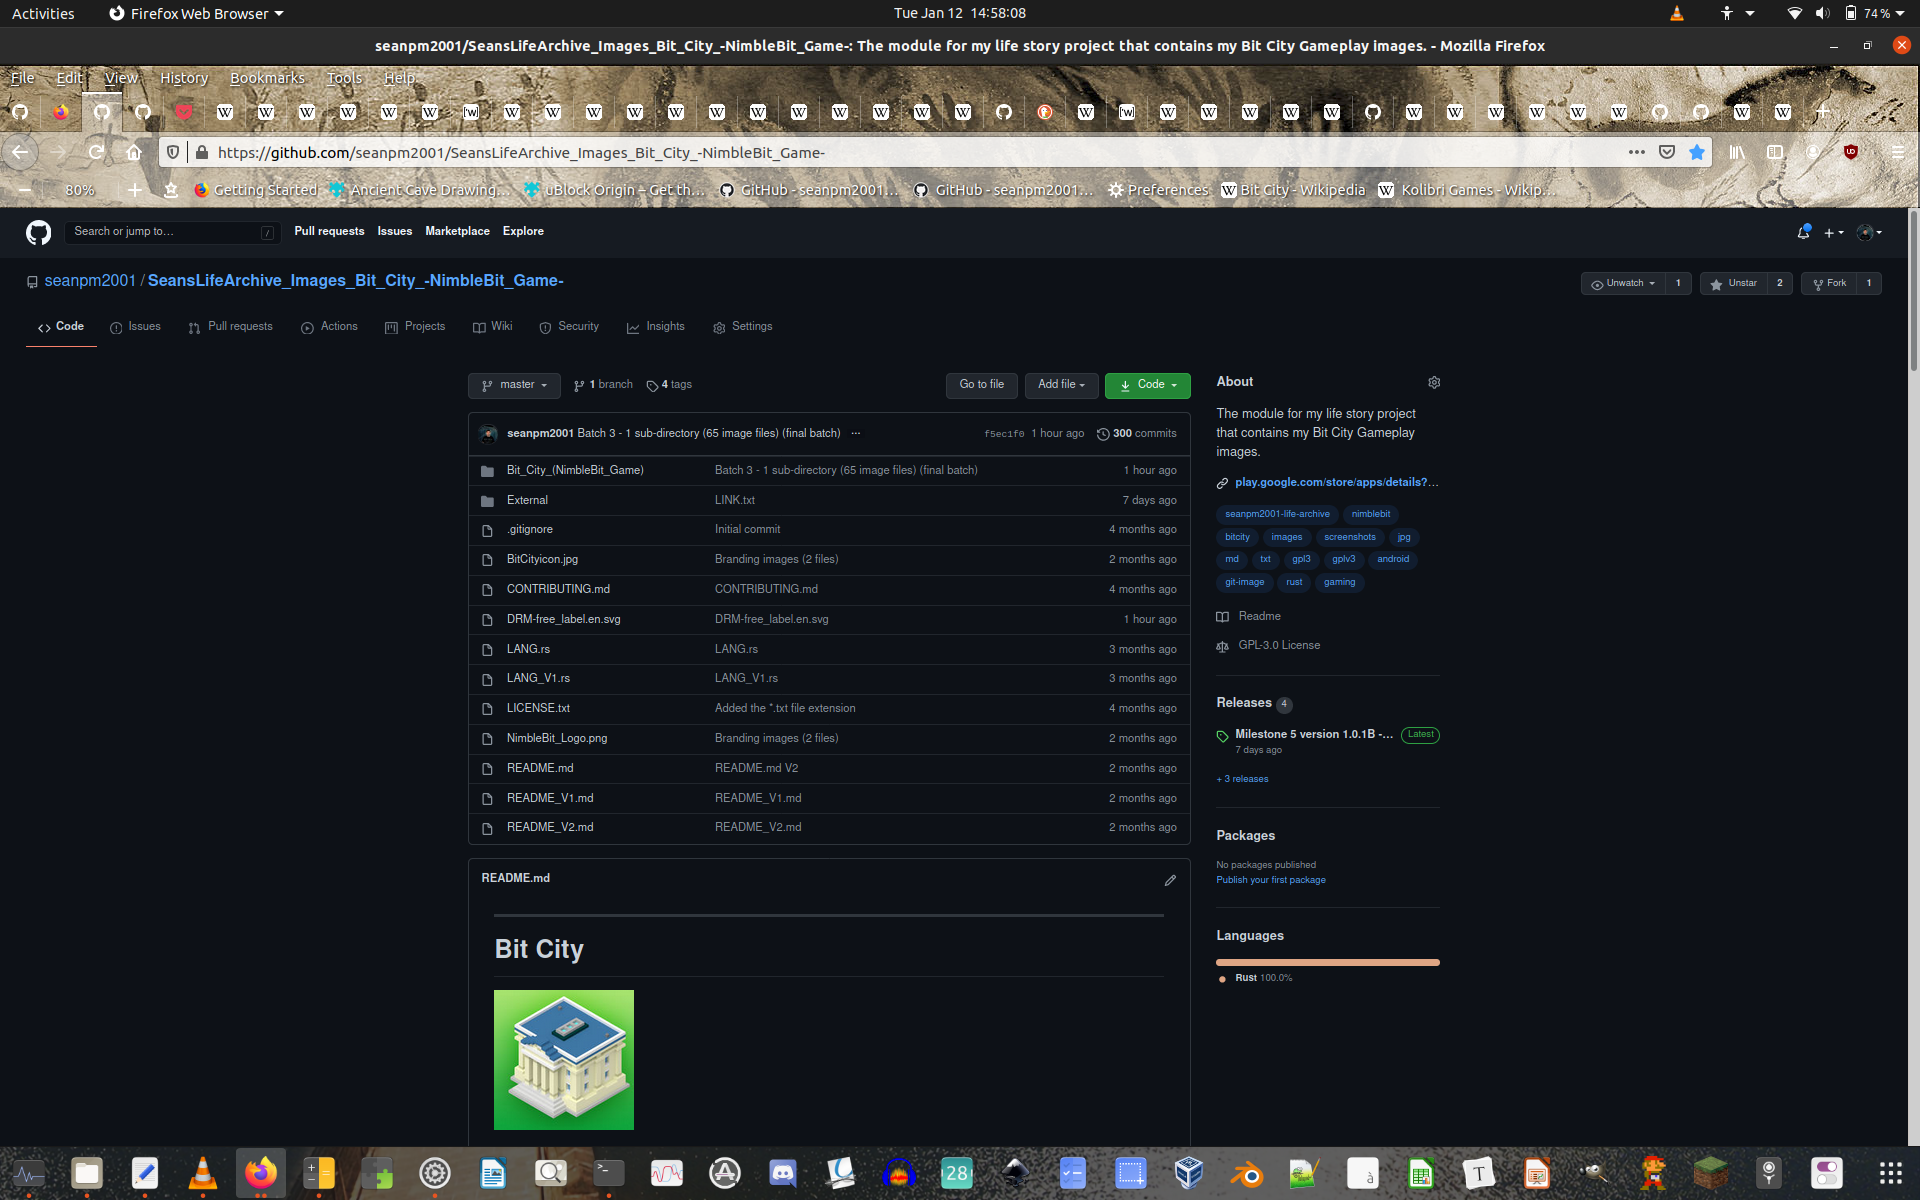 Activities Firefox Web Browser Tue Jan 12 14:58:08 74 %
seanpm2001/SeansLifeArchive_Images_Bit_City_-NimbleBit_Game-: The module for my life story project that contains my Bit City Gameplay images. - Mozilla Firefox
File Edit View History Bookmarks Tools Help
https://github.com/seanpm2001/SeansLifeArchive_Images_Bit_City_-NimbleBit_Game-
80% Getting Started Ancient Cave Drawing… uBlock Origin – Get th… GitHub - seanpm2001… GitHub - seanpm2001… Preferences Bit City - Wikipedia Kolibri Games - Wikip…
Search or jump to… / Pull requests Issues Marketplace Explore
seanpm2001 / SeansLifeArchive_Images_Bit_City_-NimbleBit_Game- Unwatch 1 Unstar 2 Fork 1
Code Issues Pull requests Actions Projects Wiki Security Insights Settings
master 1 branch 4 tags Go to file Add file Code
seanpm2001 Batch 3 - 1 sub-directory (65 image files) (final batch) … f5ec1f0 1 hour ago 300 commits
Bit_City_(NimbleBit_Game) Batch 3 - 1 sub-directory (65 image files) (final batch) 1 hour ago
External LINK.txt 7 days ago
.gitignore Initial commit 4 months ago
BitCityicon.jpg Branding images (2 files) 2 months ago
CONTRIBUTING.md CONTRIBUTING.md 4 months ago
DRM-free_label.en.svg DRM-free_label.en.svg 1 hour ago
LANG.rs LANG.rs 3 months ago
LANG_V1.rs LANG_V1.rs 3 months ago
LICENSE.txt Added the *.txt file extension 4 months ago
NimbleBit_Logo.png Branding images (2 files) 2 months ago
README.md README.md V2 2 months ago
README_V1.md README_V1.md 2 months ago
README_V2.md README_V2.md 2 months ago
README.md
Bit City
About
The module for my life story project
that contains my Bit City Gameplay
images.
play.google.com/store/apps/details?…
seanpm2001-life-archive nimblebit
bitcity images screenshots jpg
md txt gpl3 gplv3 android
git-image rust gaming
Readme
GPL-3.0 License
Releases 4
Milestone 5 version 1.0.1B -… Latest
7 days ago
+ 3 releases
Packages
No packages published
Publish your first package
Languages
Rust 100.0%
28